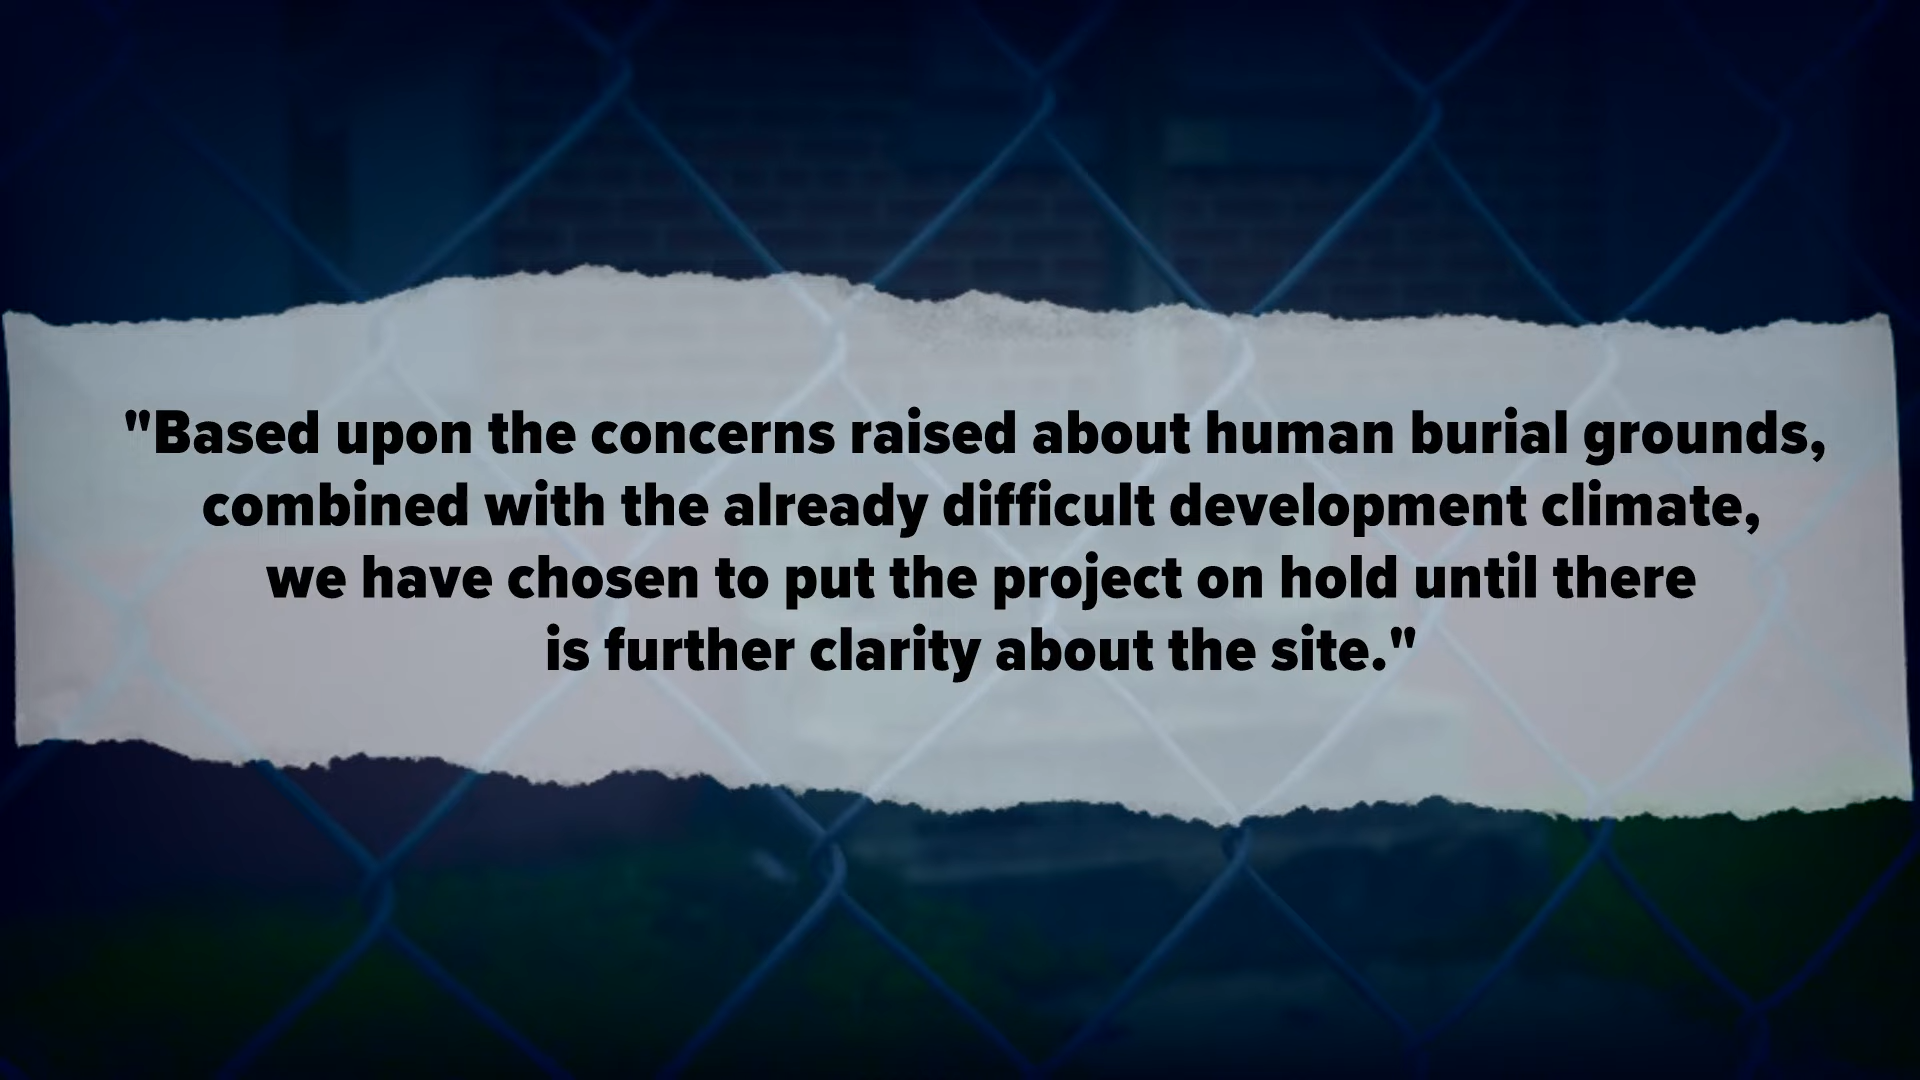 "Based upon the concerns raised about human burial grounds,
combined with the already difficult development climate,
we have chosen to put the project on hold until there
is further clarity about the site."